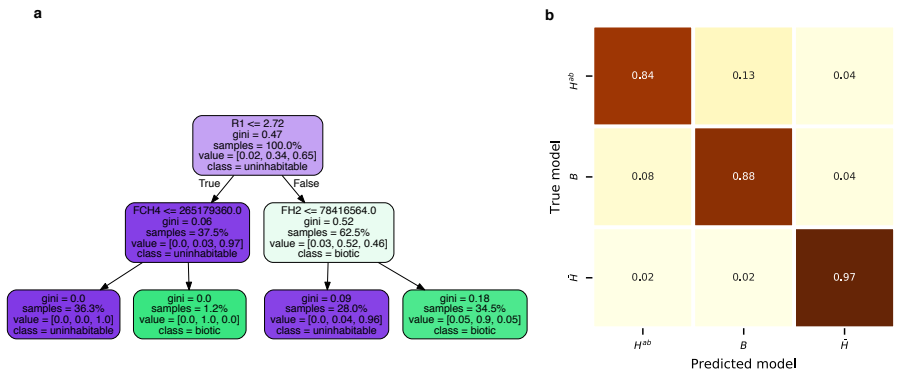 a
R1 <= 2.72
gini = 0.47
samples = 100.0%
value = [0.02, 0.34, 0.65]
class = uninhabitable
True
False
FCH4 <= 265179360.0
gini = 0.06
samples = 37.5%
value = [0.0, 0.03, 0.97]
class = uninhabitable
FH2 <= 78416564.0
gini = 0.52
samples = 62.5%
value = [0.03, 0.52, 0.46]
class = biotic
gini = 0.0
samples = 36.3%
value = [0.0, 0.0, 1.0]
class = uninhabitable
gini = 0.0
samples = 1.2%
value = [0.0, 1.0, 0.0]
class = biotic
gini = 0.09
samples = 28.0%
value = [0.0, 0.04, 0.96]
class = uninhabitable
gini = 0.18
samples = 34.5%
value = [0.05, 0.9, 0.05]
class = biotic
b
True model
H^ab 0.84 0.13 0.04
B 0.08 0.88 0.04
H̄ 0.02 0.02 0.97
H^ab B H̄
Predicted model